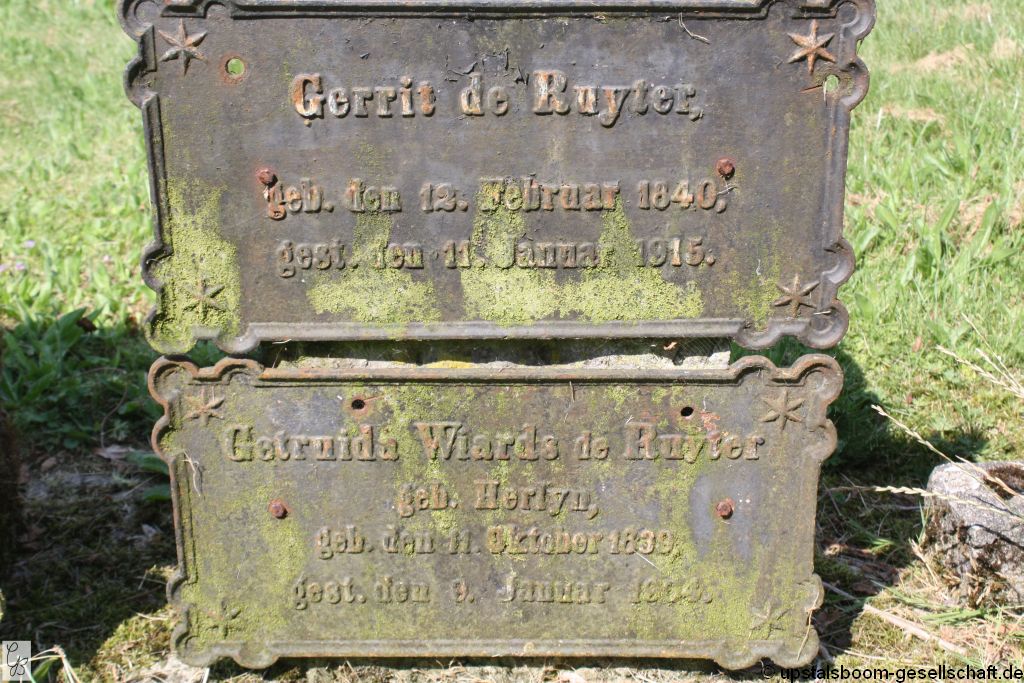 Gerrit de Ruyter,
geb. den 12. Februar 1840,
gest. den 11. Januar 1915.
Getruida Wiards de Ruyter
geb. Hertyn,
geb. den 11. Oktober 1839,
gest. den 9. Januar
upstalsboom-gesellschaft.de